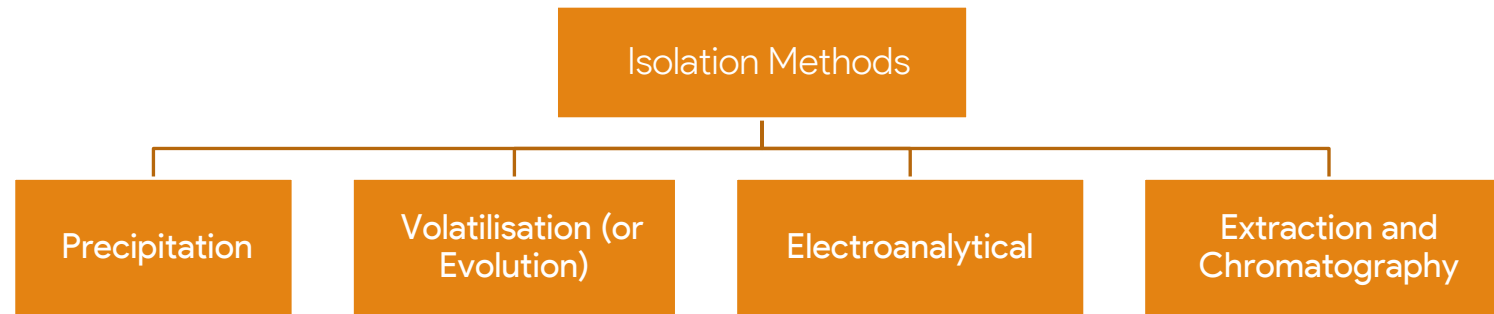 Isolation Methods
Precipitation
Volatilisation (or
Evolution)
Electroanalytical
Extraction and
Chromatography